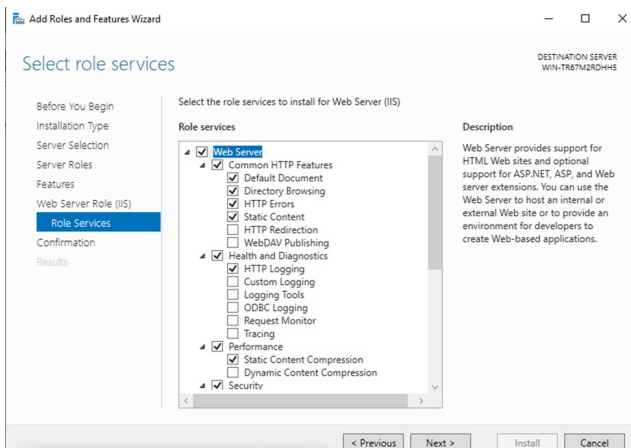 Add Roles and Features Wizard
Select role services
DESTINATION SERVER
WIN-TR67M2RDHH5
Before You Begin
Installation Type
Server Selection
Server Roles
Features
Web Server Role (IIS)
Role Services
Confirmation
Results
Select the role services to install for Web Server (IIS)
Role services
Web Server
Common HTTP Features
Default Document
Directory Browsing
HTTP Errors
Static Content
HTTP Redirection
WebDAV Publishing
Health and Diagnostics
HTTP Logging
Custom Logging
Logging Tools
ODBC Logging
Request Monitor
Tracing
Performance
Static Content Compression
Dynamic Content Compression
Security
Description
Web Server provides support for
HTML Web sites and optional
support for ASP.NET, ASP, and Web
server extensions. You can use the
Web Server to host an internal or
external Web site or to provide an
environment for developers to
create Web-based applications.
< Previous
Next >
Install
Cancel